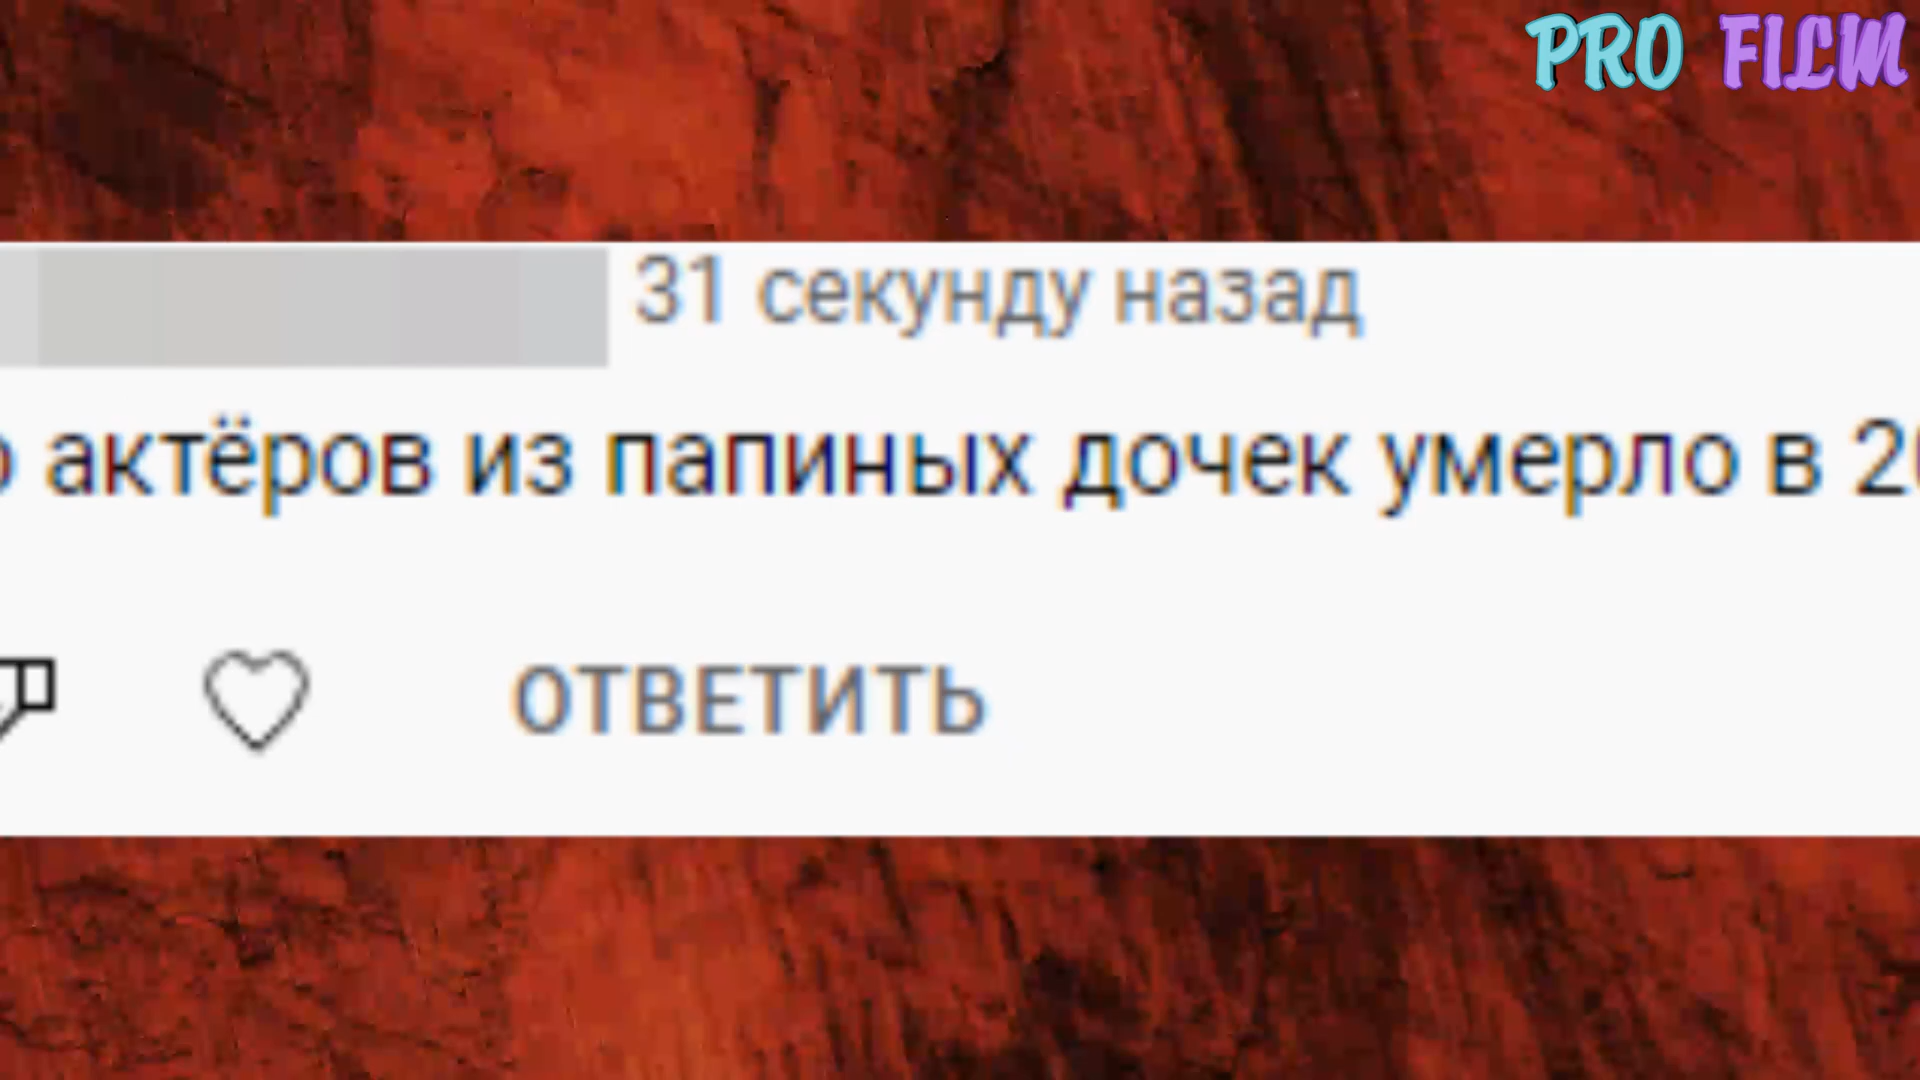 PRO FILM
31 секунду назад
актёров из папиных дочек умерло в
ОТВЕТИТЬ